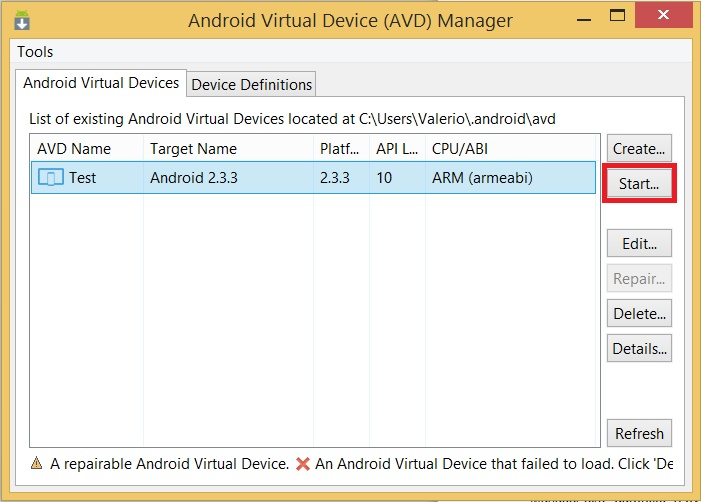 Android Virtual Device (AVD) Manager
Tools
Android Virtual Devices Device Definitions
List of existing Android Virtual Devices located at C:\Users\Valerio\.android\avd
AVD Name Target Name Platf... API L... CPU/ABI
Test Android 2.3.3 2.3.3 10 ARM (armeabi)
Create...
Start...
Edit...
Repair...
Delete...
Details...
Refresh
A repairable Android Virtual Device. An Android Virtual Device that failed to load. Click 'De